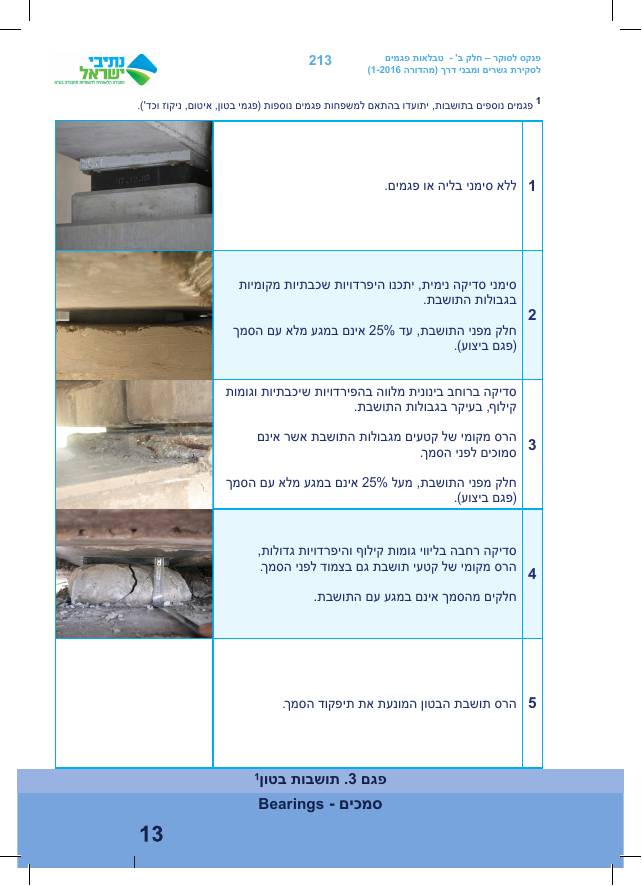 פנקס לסוקר – חלק ב' - טבלאות פגמים
לסקירת גשרים ומבני דרך (מהדורה 1-2016)
213
נתיבי
ישראל
1 פגמים נוספים בתושבות, יתועדו בהתאם למשפחות פגמים נוספות (פגמי בטון, איטום, ניקוז וכד').
1
ללא סימני בליה או פגמים.
2
סימני סדיקה נימית, יתכנו היפרדויות שכבתיות מקומיות
בגבולות התושבת.
חלק מפני התושבת, עד 25% אינם במגע מלא עם הסמך
(פגם ביצוע).
3
סדיקה ברוחב בינונית מלווה בהפירדויות שיכבתיות וגומות
קילוף, בעיקר בגבולות התושבת.
הרס מקומי של קטעים מגבולות התושבת אשר אינם
סמוכים לפני הסמך.
חלק מפני התושבת, מעל 25% אינם במגע מלא עם הסמך
(פגם ביצוע).
4
סדיקה רחבה בליווי גומות קילוף והיפרדויות גדולות,
הרס מקומי של קטעי תושבת גם בצמוד לפני הסמך.
חלקים מהסמך אינם במגע עם התושבת.
5
הרס תושבת הבטון המונעת את תיפקוד הסמך.
פגם 3. תושבות בטון1
סמכים - Bearings
13